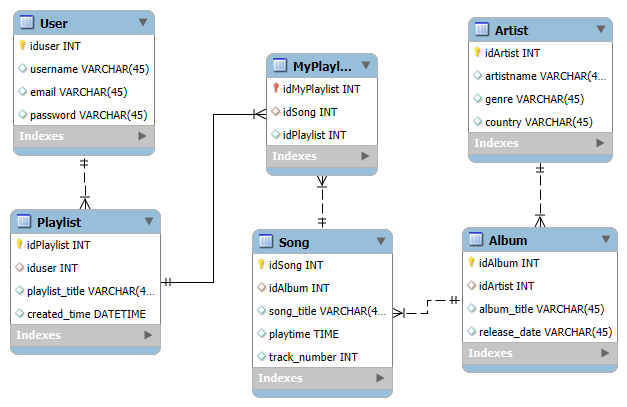 User
iduser INT
username VARCHAR(45)
email VARCHAR(45)
password VARCHAR(45)
Indexes
MyPlayl...
idMyPlaylist INT
idSong INT
idPlaylist INT
Indexes
Artist
idArtist INT
artistname VARCHAR(4...
genre VARCHAR(45)
country VARCHAR(45)
Indexes
Playlist
idPlaylist INT
iduser INT
playlist_title VARCHAR(4...
created_time DATETIME
Indexes
Song
idSong INT
idAlbum INT
song_title VARCHAR(4...
playtime TIME
track_number INT
Indexes
Album
idAlbum INT
idArtist INT
album_title VARCHAR(45)
release_date VARCHAR(45)
Indexes